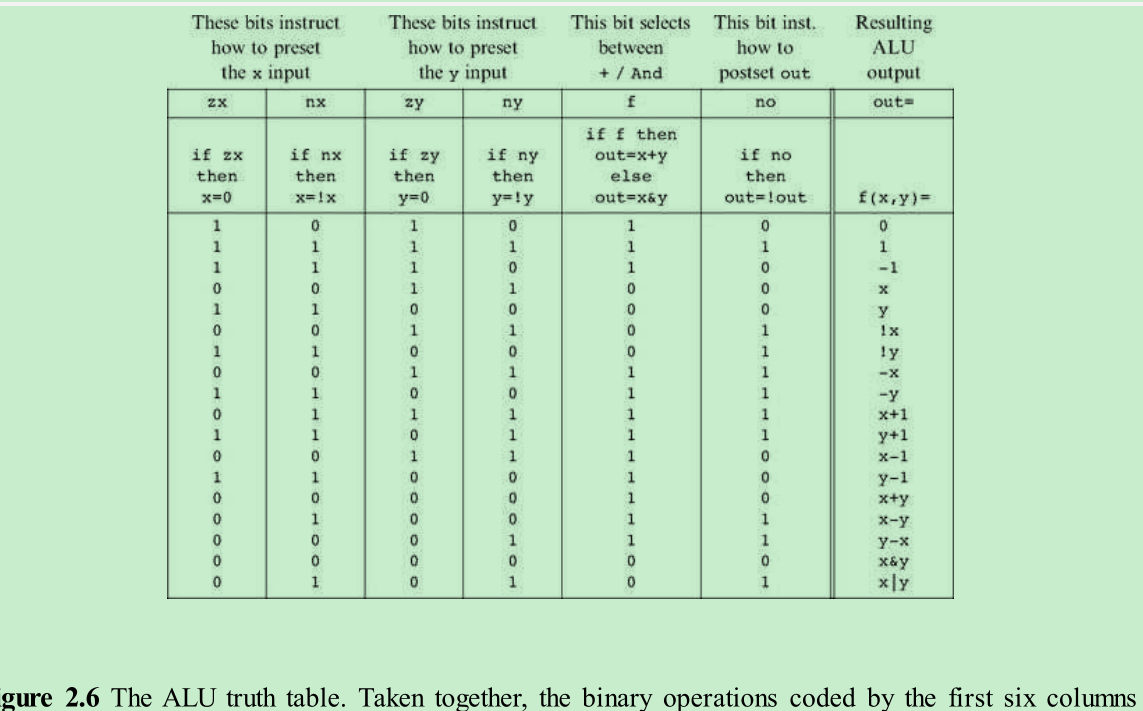 These bits instruct These bits instruct This bit selects This bit inst. Resulting
how to preset how to preset between how to ALU
the x input the y input + / And postset out output
zx nx zy ny f no out=
if f then
if zx if nx if zy if ny out=x+y if no
then then then then else then
x=0 x=!x y=0 y=!y out=x&y out=!out f(x,y)=
1 0 1 0 1 0 0
1 1 1 1 1 1 1
1 1 1 0 1 0 -1
0 0 1 1 0 0 x
1 1 0 0 0 0 y
0 0 1 1 0 1 !x
1 1 0 0 0 1 !y
0 0 1 1 1 1 -x
1 1 0 0 1 1 -y
0 1 1 1 1 1 x+1
1 1 0 1 1 1 y+1
0 0 1 1 1 0 x-1
1 1 0 0 1 0 y-1
0 0 0 0 1 0 x+y
0 1 0 0 1 1 x-y
0 0 0 1 1 1 y-x
0 0 0 0 0 0 x&y
0 1 0 1 0 1 x|y
igure 2.6 The ALU truth table. Taken together, the binary operations coded by the first six columns